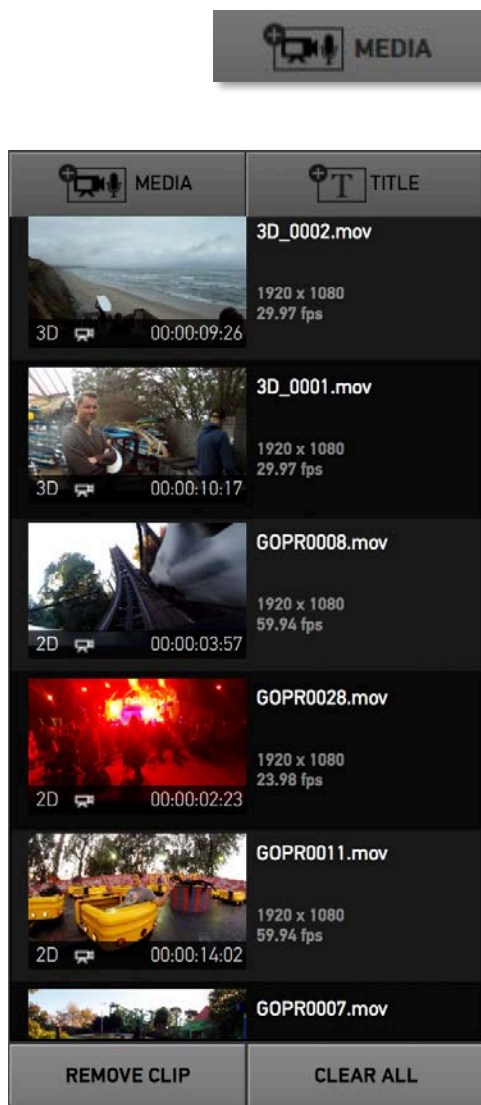 MEDIA
MEDIA
T TITLE
3D_0002.mov
1920 x 1080
29.97 fps
3D 00:00:09:26
3D_0001.mov
1920 x 1080
29.97 fps
3D 00:00:10:17
GOPR0008.mov
1920 x 1080
59.94 fps
2D 00:00:03:57
GOPR0028.mov
1920 x 1080
23.98 fps
2D 00:00:02:23
GOPR0011.mov
1920 x 1080
59.94 fps
2D 00:00:14:02
GOPR0007.mov
REMOVE CLIP
CLEAR ALL